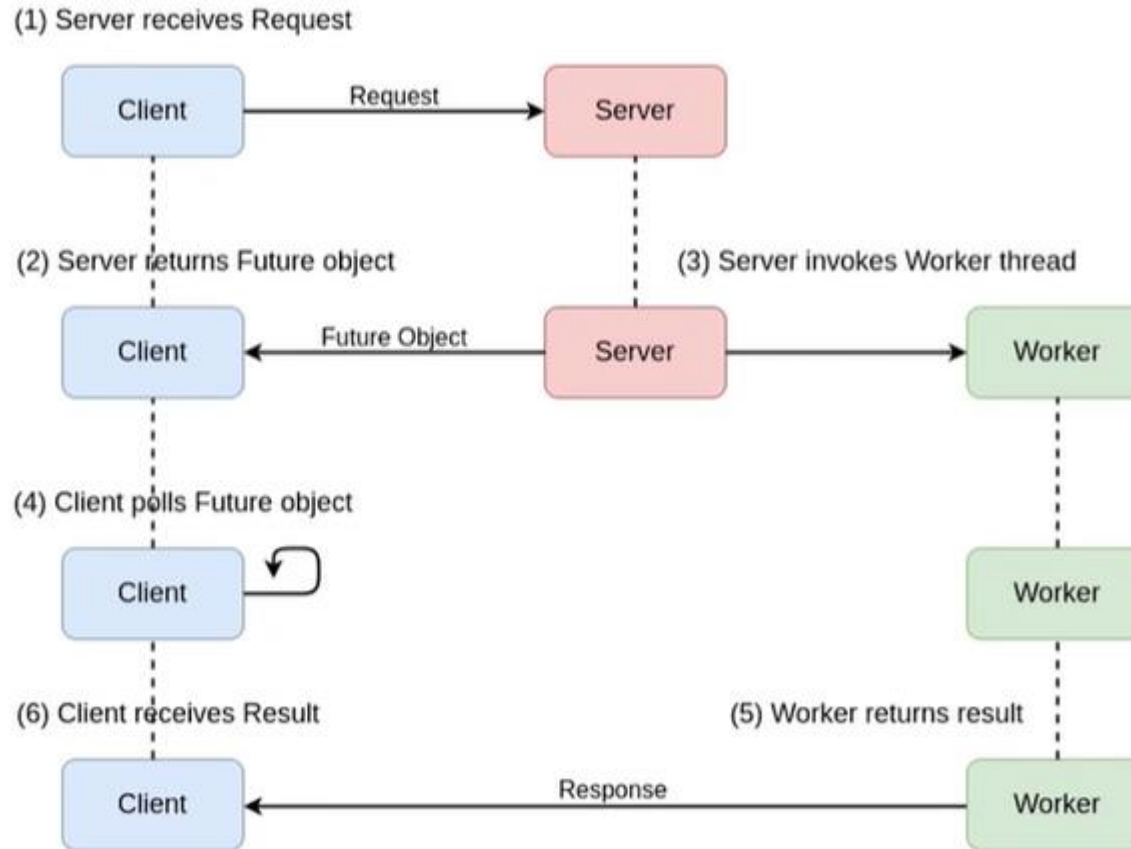 (1) Server receives Request
Client
Request
Server
(2) Server returns Future object
(3) Server invokes Worker thread
Client
Future Object
Server
Worker
(4) Client polls Future object
Client
Worker
(6) Client receives Result
(5) Worker returns result
Client
Response
Worker